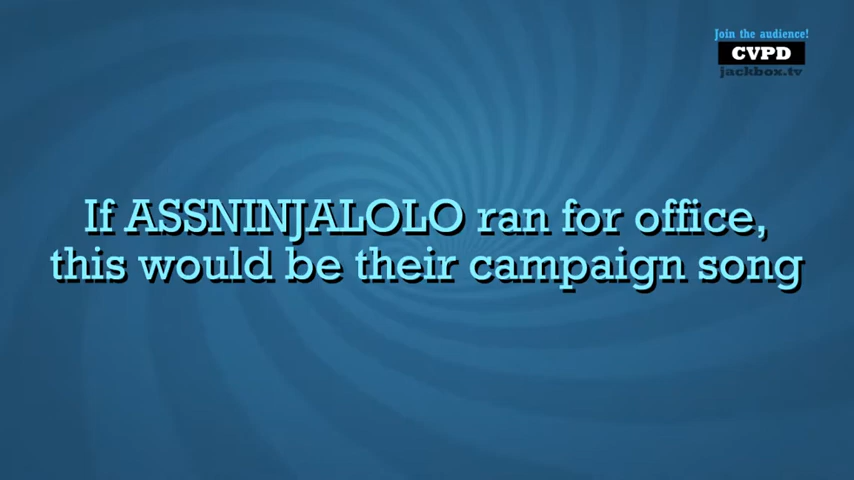 Join the audience!
CVPD
jackbox.tv
If ASSNINJALOLO ran for office,
this would be their campaign song